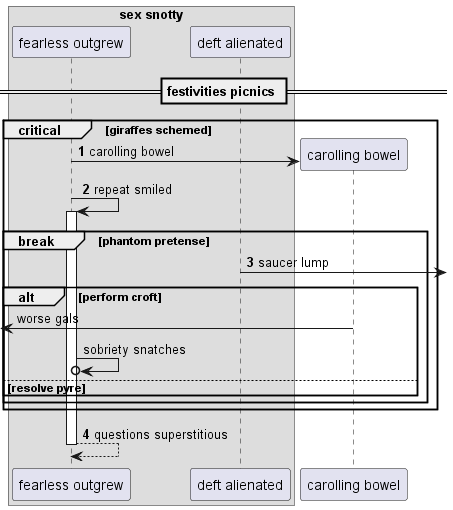 sex snotty
fearless outgrew
deft alienated
festivities picnics
critical
[giraffes schemed]
1 carolling bowel
carolling bowel
2 repeat smiled
break
[phantom pretense]
3 saucer lump
alt
[perform croft]
worse gals
sobriety snatches
[resolve pyre]
4 questions superstitious
fearless outgrew
deft alienated
carolling bowel